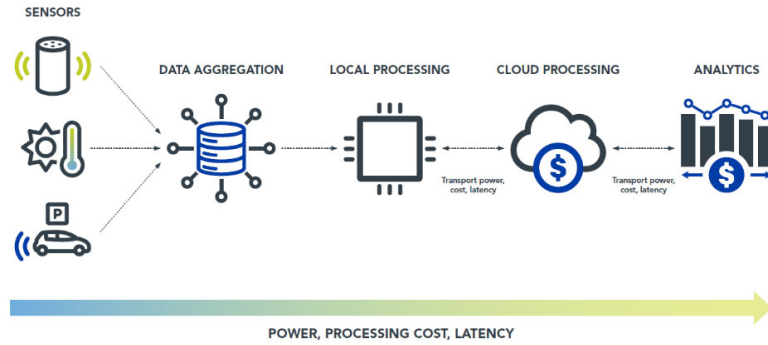 SENSORS
DATA AGGREGATION
LOCAL PROCESSING
CLOUD PROCESSING
ANALYTICS
P
$
$
Transport power,
cost, latency
Transport power,
cost, latency
POWER, PROCESSING COST, LATENCY